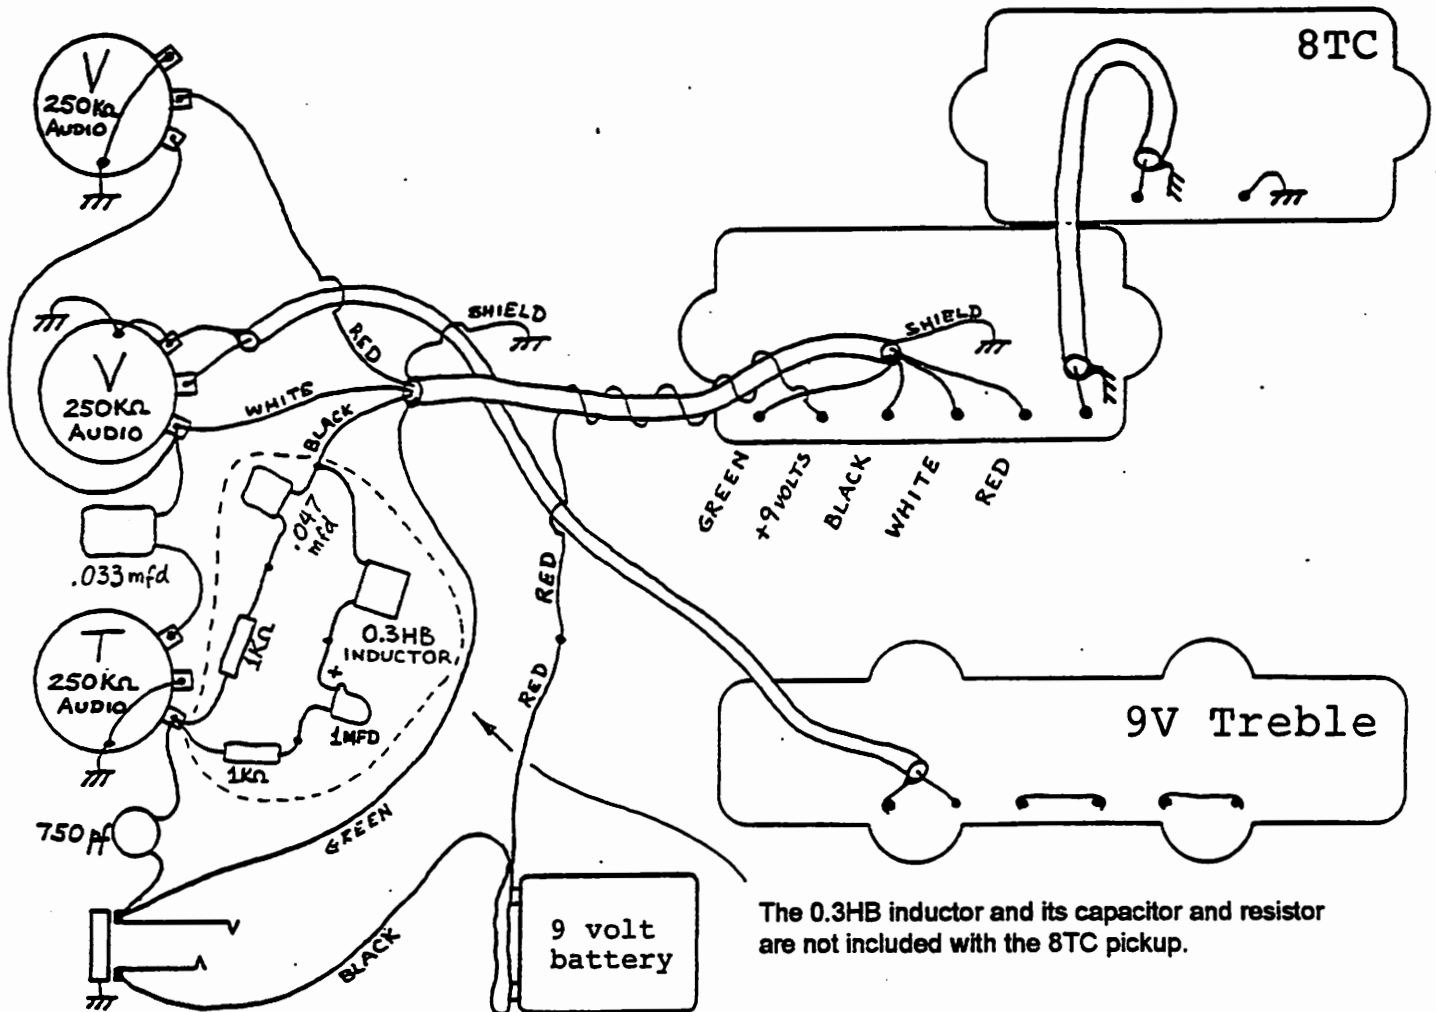 8TC
V
250KΩ
AUDIO
SHIELD
RED
SHIELD
V
250KΩ
AUDIO
WHITE
BLACK
GREEN
+9VOLTS
BLACK
WHITE
RED
.047
mfd
.033mfd
RED
T
250KΩ
AUDIO
1KΩ
0.3HB
INDUCTOR
+
RED
1MFD
1KΩ
9V Treble
750pf
GREEN
BLACK
9 volt
battery
The 0.3HB inductor and its capacitor and resistor
are not included with the 8TC pickup.